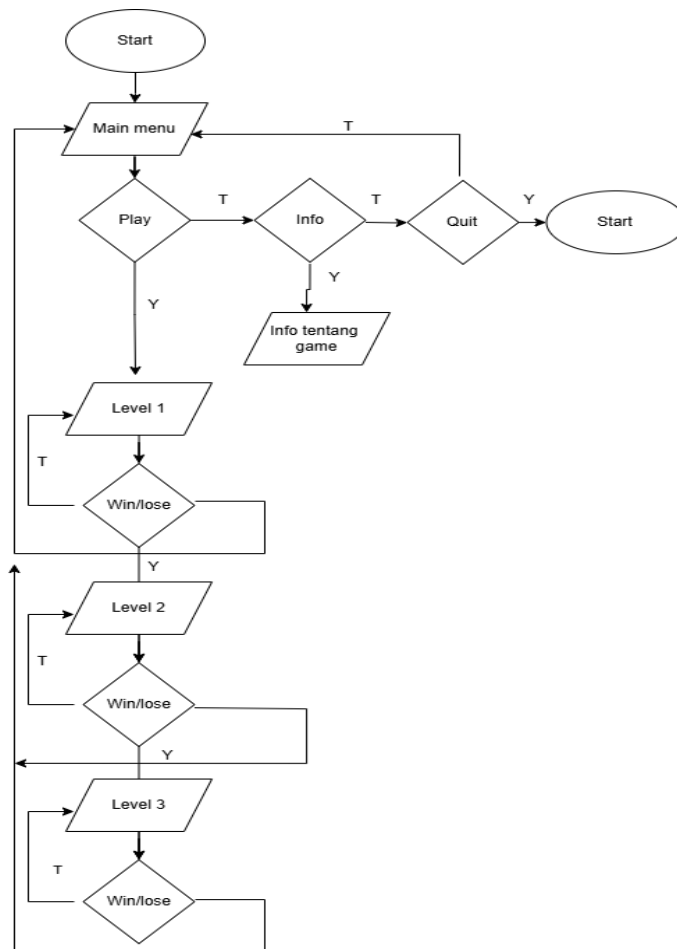 Start
Main menu
T
Play
T
Info
T
Quit
Y
Start
Y
Y
Info tentang
game
Level 1
T
Win/lose
Y
Level 2
T
Win/lose
Y
Level 3
T
Win/lose